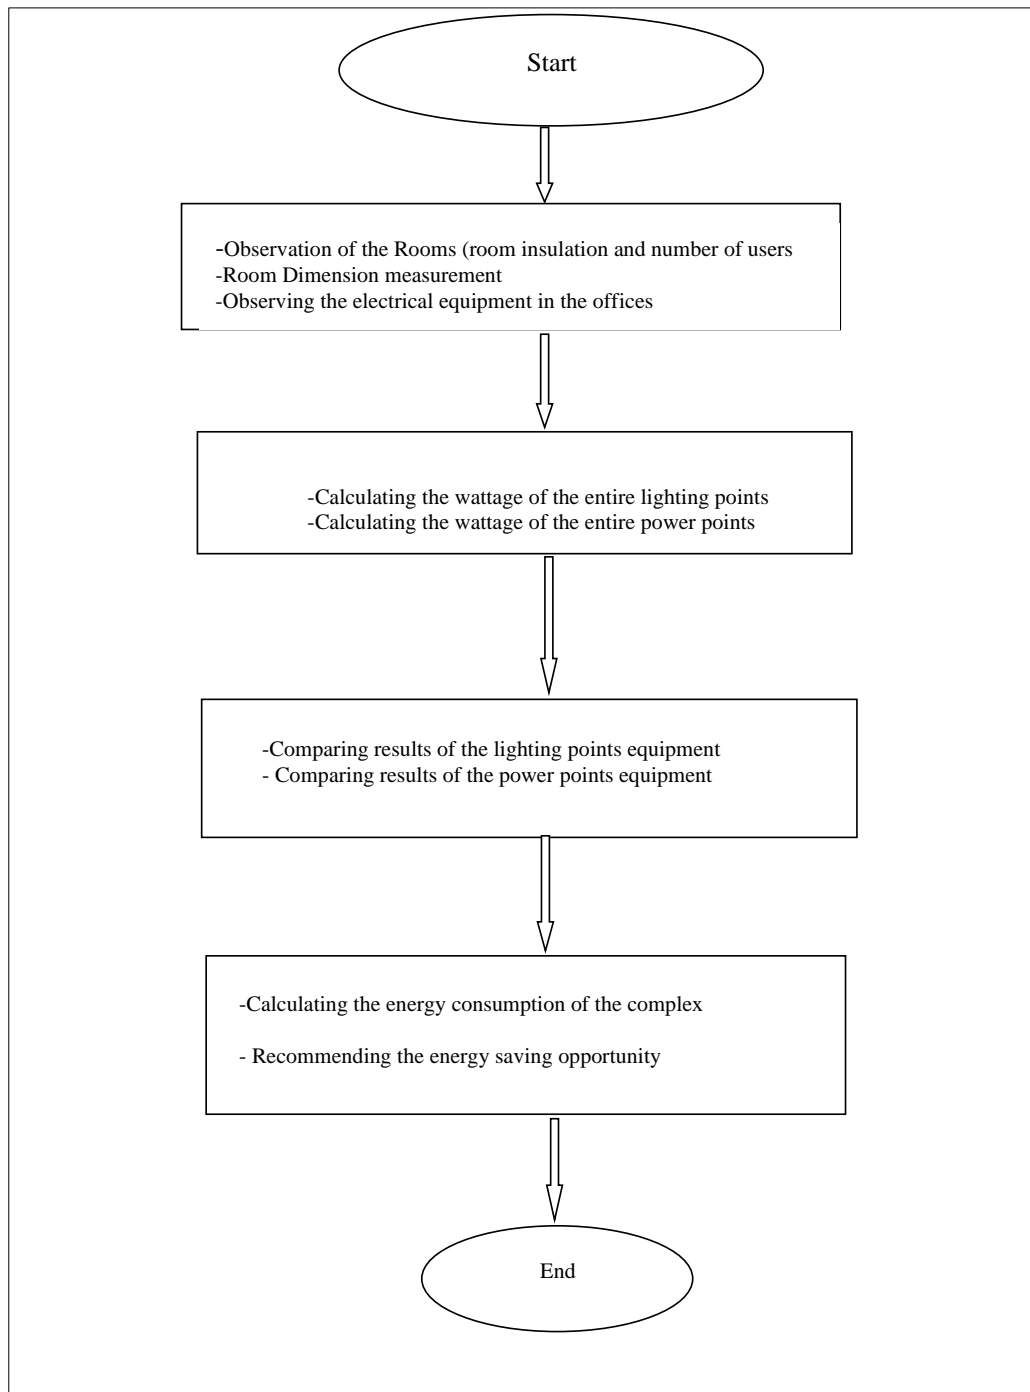 Start
-Observation of the Rooms (room insulation and number of users
-Room Dimension measurement
-Observing the electrical equipment in the offices
-Calculating the wattage of the entire lighting points
-Calculating the wattage of the entire power points
-Comparing results of the lighting points equipment
- Comparing results of the power points equipment
-Calculating the energy consumption of the complex
- Recommending the energy saving opportunity
End